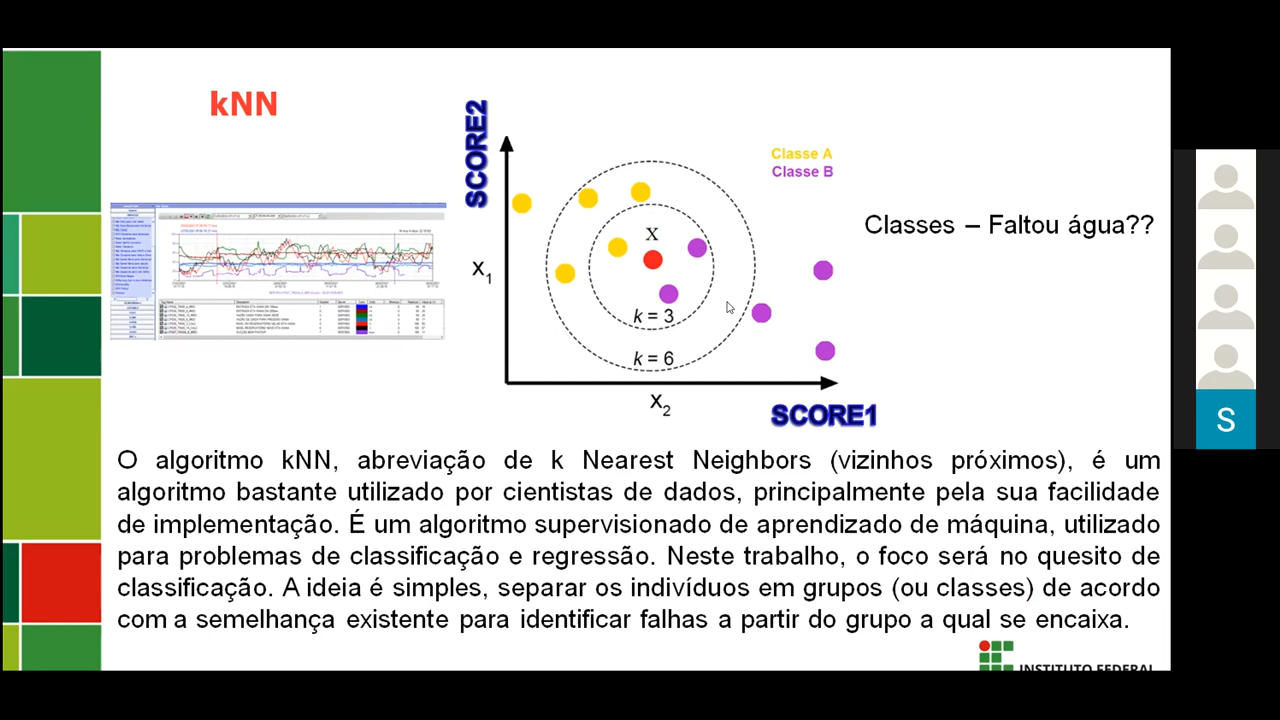 kNN
SCORE2
Classe A
Classe B
Classes – Faltou água??
X
x1
k = 3
k = 6
x2
SCORE1
O algoritmo kNN, abreviação de k Nearest Neighbors (vizinhos próximos), é um
algoritmo bastante utilizado por cientistas de dados, principalmente pela sua facilidade
de implementação. É um algoritmo supervisionado de aprendizado de máquina, utilizado
para problemas de classificação e regressão. Neste trabalho, o foco será no quesito de
classificação. A ideia é simples, separar os indivíduos em grupos (ou classes) de acordo
com a semelhança existente para identificar falhas a partir do grupo a qual se encaixa.
INSTITUTO FEDERAL
S